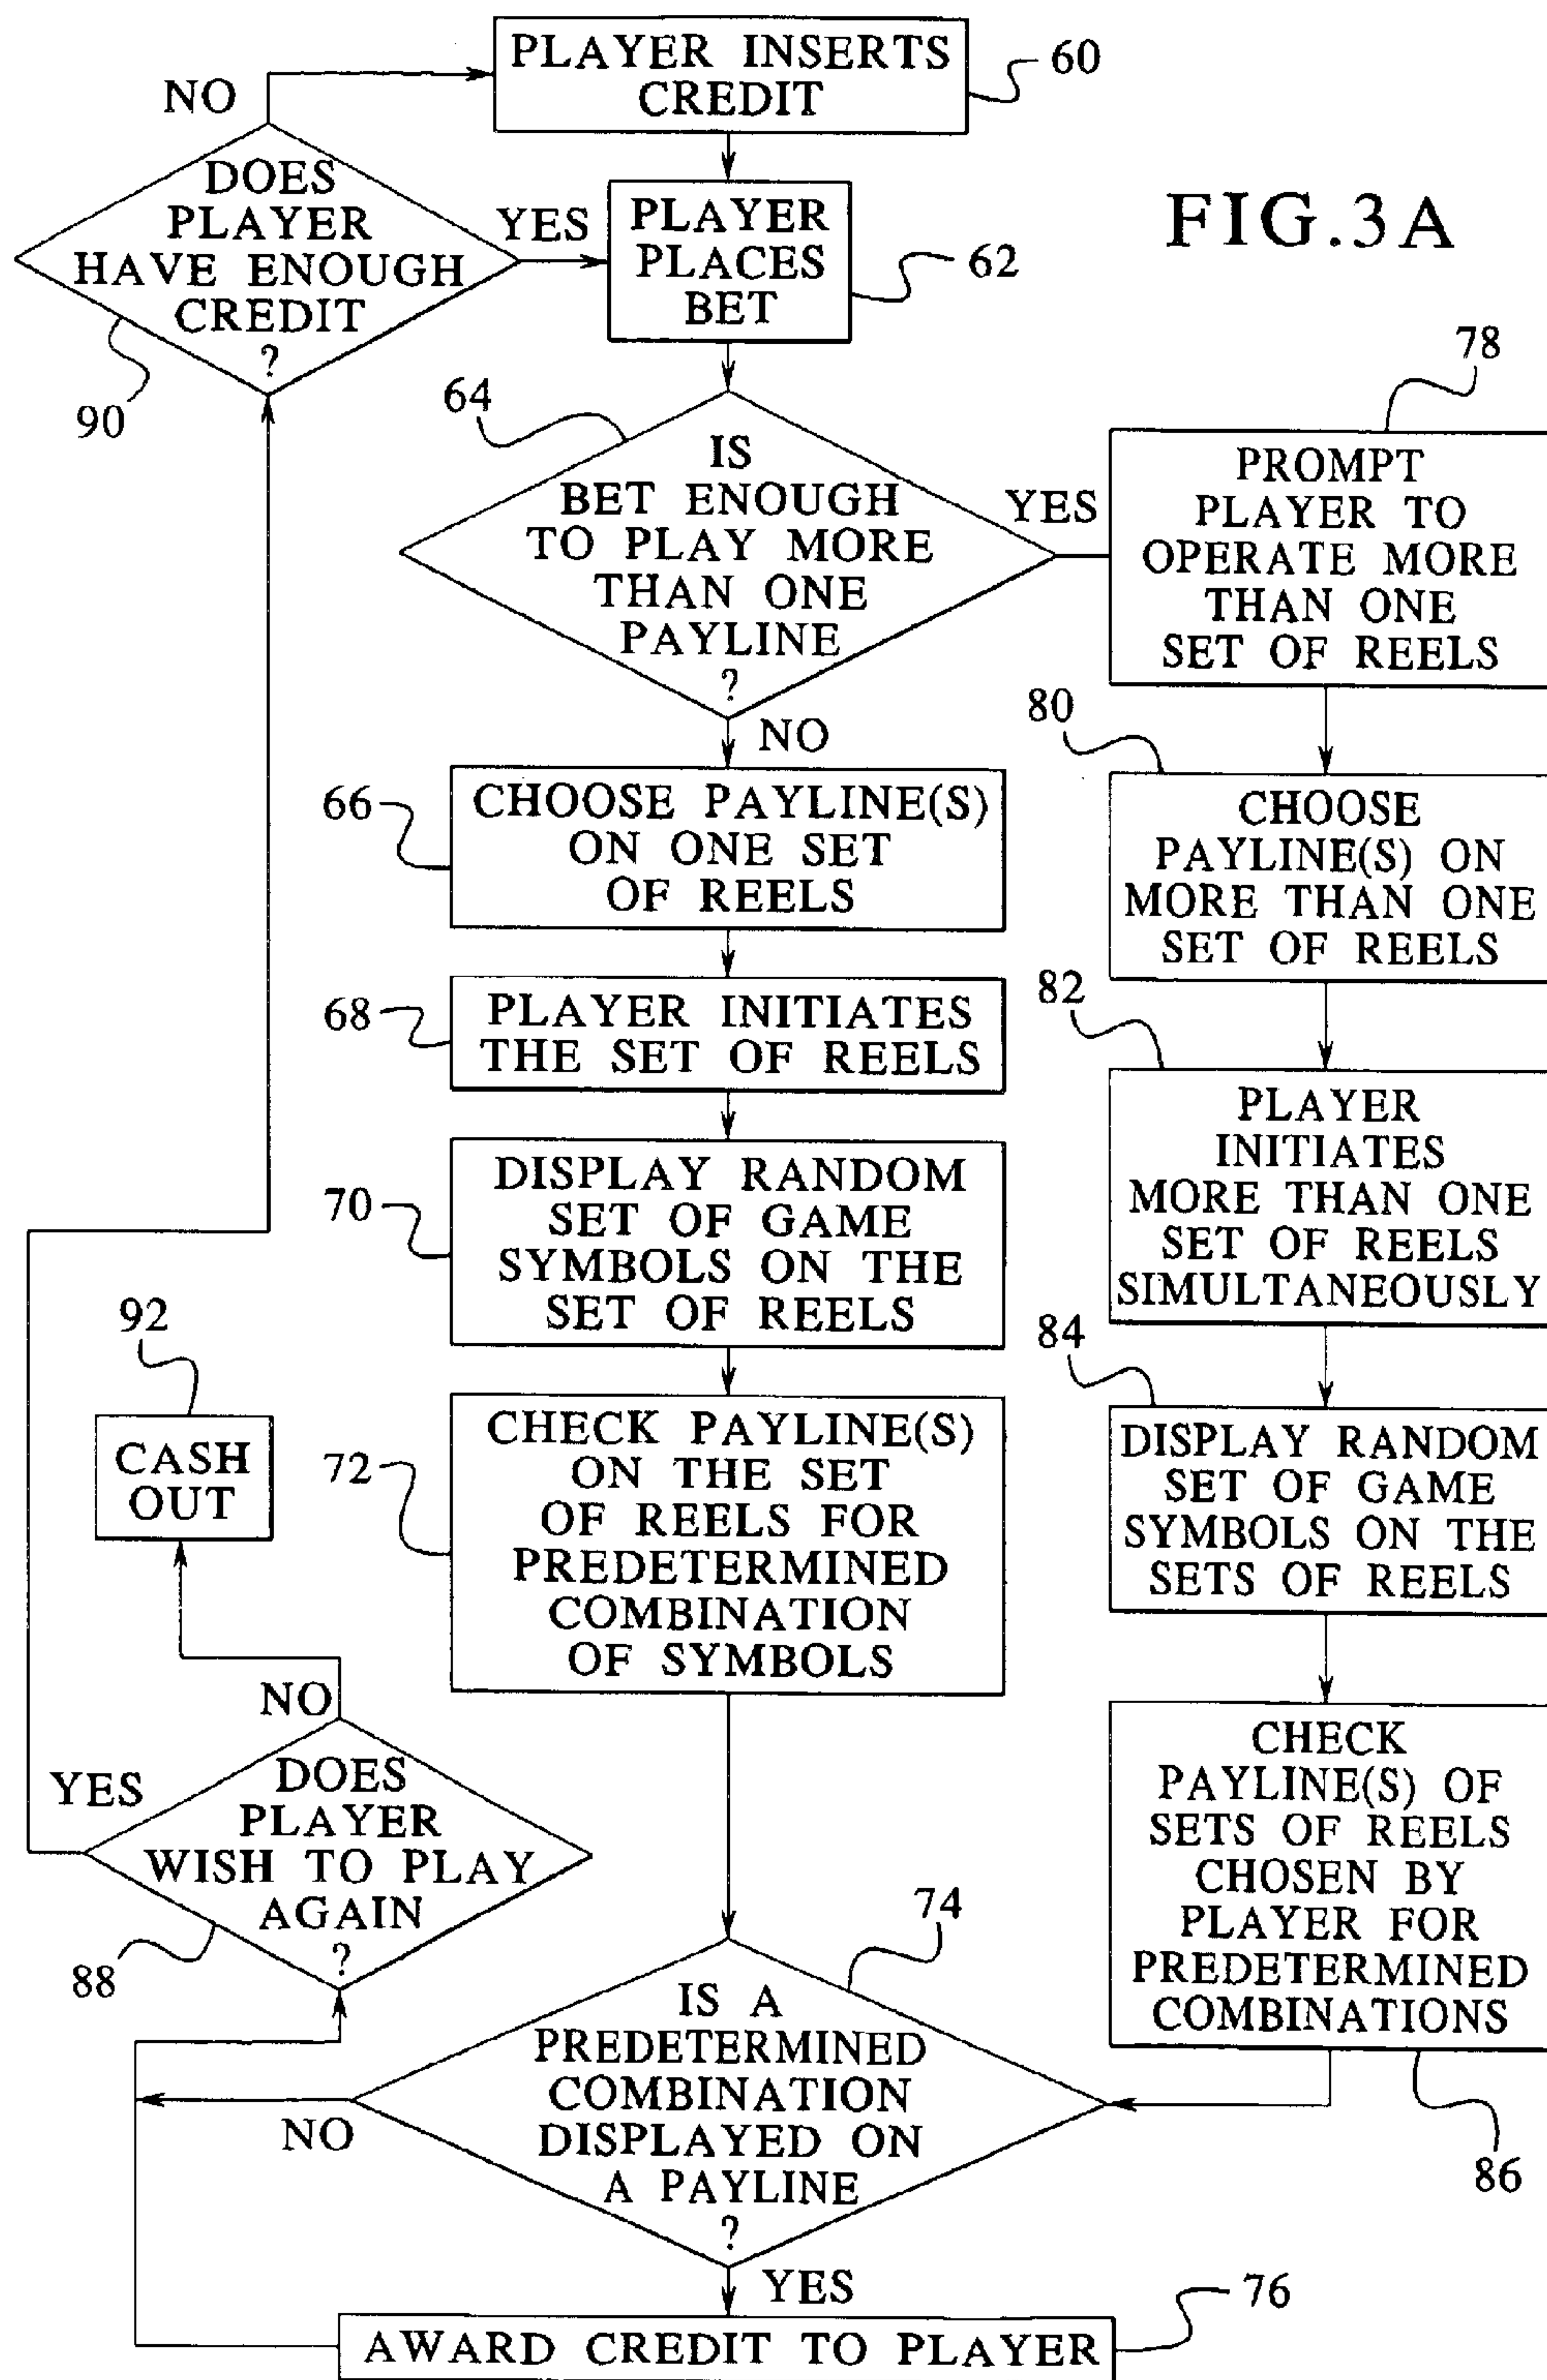 FIG.3A
PLAYER INSERTS
CREDIT
60
NO
DOES
PLAYER
HAVE ENOUGH
CREDIT
?
90
YES
PLAYER
PLACES
BET
62
64
IS
BET ENOUGH
TO PLAY MORE
THAN ONE
PAYLINE
?
YES
NO
78
PROMPT
PLAYER TO
OPERATE MORE
THAN ONE
SET OF REELS
66
CHOOSE PAYLINE(S)
ON ONE SET
OF REELS
80
CHOOSE
PAYLINE(S) ON
MORE THAN ONE
SET OF REELS
68
PLAYER INITIATES
THE SET OF REELS
82
PLAYER
INITIATES
MORE THAN ONE
SET OF REELS
SIMULTANEOUSLY
70
DISPLAY RANDOM
SET OF GAME
SYMBOLS ON THE
SET OF REELS
84
DISPLAY RANDOM
SET OF GAME
SYMBOLS ON THE
SETS OF REELS
92
CASH
OUT
72
CHECK PAYLINE(S)
ON THE SET
OF REELS FOR
PREDETERMINED
COMBINATION
OF SYMBOLS
CHECK
PAYLINE(S) OF
SETS OF REELS
CHOSEN BY
PLAYER FOR
PREDETERMINED
COMBINATIONS
86
NO
YES
DOES
PLAYER
WISH TO PLAY
AGAIN
?
88
74
IS A
PREDETERMINED
COMBINATION
DISPLAYED ON
A PAYLINE
?
NO
YES
76
AWARD CREDIT TO PLAYER